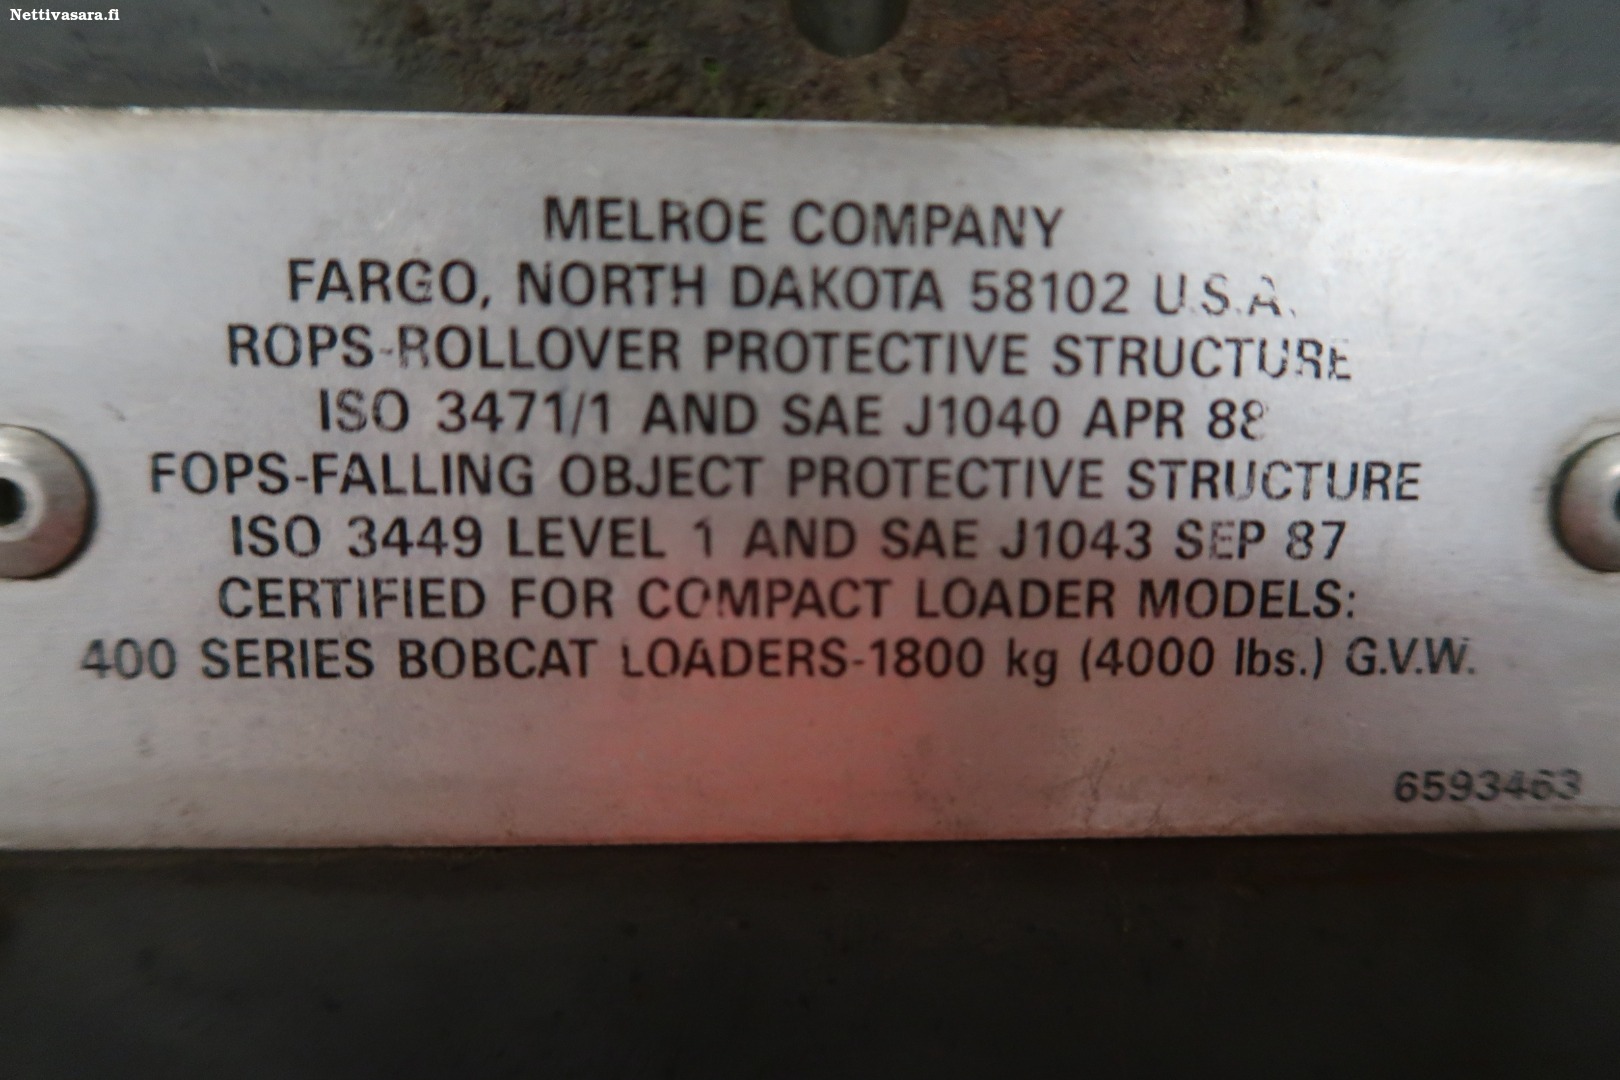 Nettivasara.fi
MELROE COMPANY
FARGO, NORTH DAKOTA 58102 U.S.A.
ROPS-ROLLOVER PROTECTIVE STRUCTURE
ISO 3471/1 AND SAE J1040 APR 88
FOPS-FALLING OBJECT PROTECTIVE STRUCTURE
ISO 3449 LEVEL 1 AND SAE J1043 SEP 87
CERTIFIED FOR COMPACT LOADER MODELS:
400 SERIES BOBCAT LOADERS-1800 kg (4000 lbs.) G.V.W.
6593463